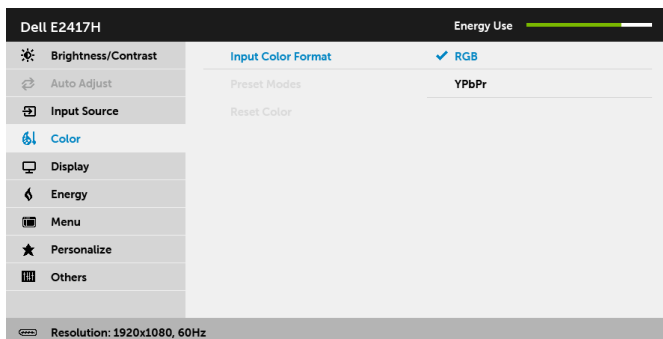 Dell E2417H
Energy Use
Brightness/Contrast
Input Color Format
RGB
Auto Adjust
Preset Modes
YPbPr
Input Source
Reset Color
Color
Display
Energy
Menu
Personalize
Others
Resolution: 1920x1080, 60Hz